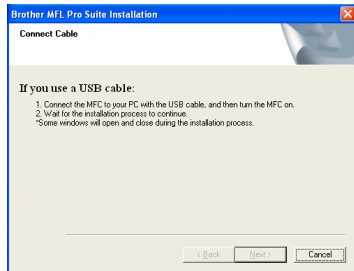 Brother MFL Pro Suite Installation
Connect Cable
If you use a USB cable:
1. Connect the MFC to your PC with the USB cable, and then turn the MFC on.
2. Wait for the installation process to continue.
*Some windows will open and close during the installation process.
< Back Next > Cancel